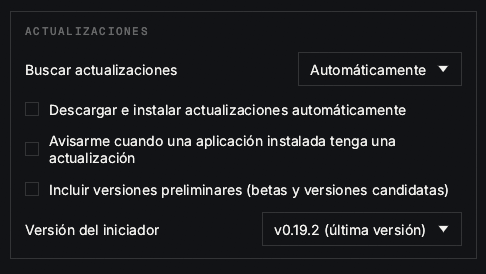 ACTUALIZACIONES
Buscar actualizaciones
Automáticamente
Descargar e instalar actualizaciones automáticamente
Avisarme cuando una aplicación instalada tenga una
actualización
Incluir versiones preliminares (betas y versiones candidatas)
Versión del iniciador
v0.19.2 (última versión)